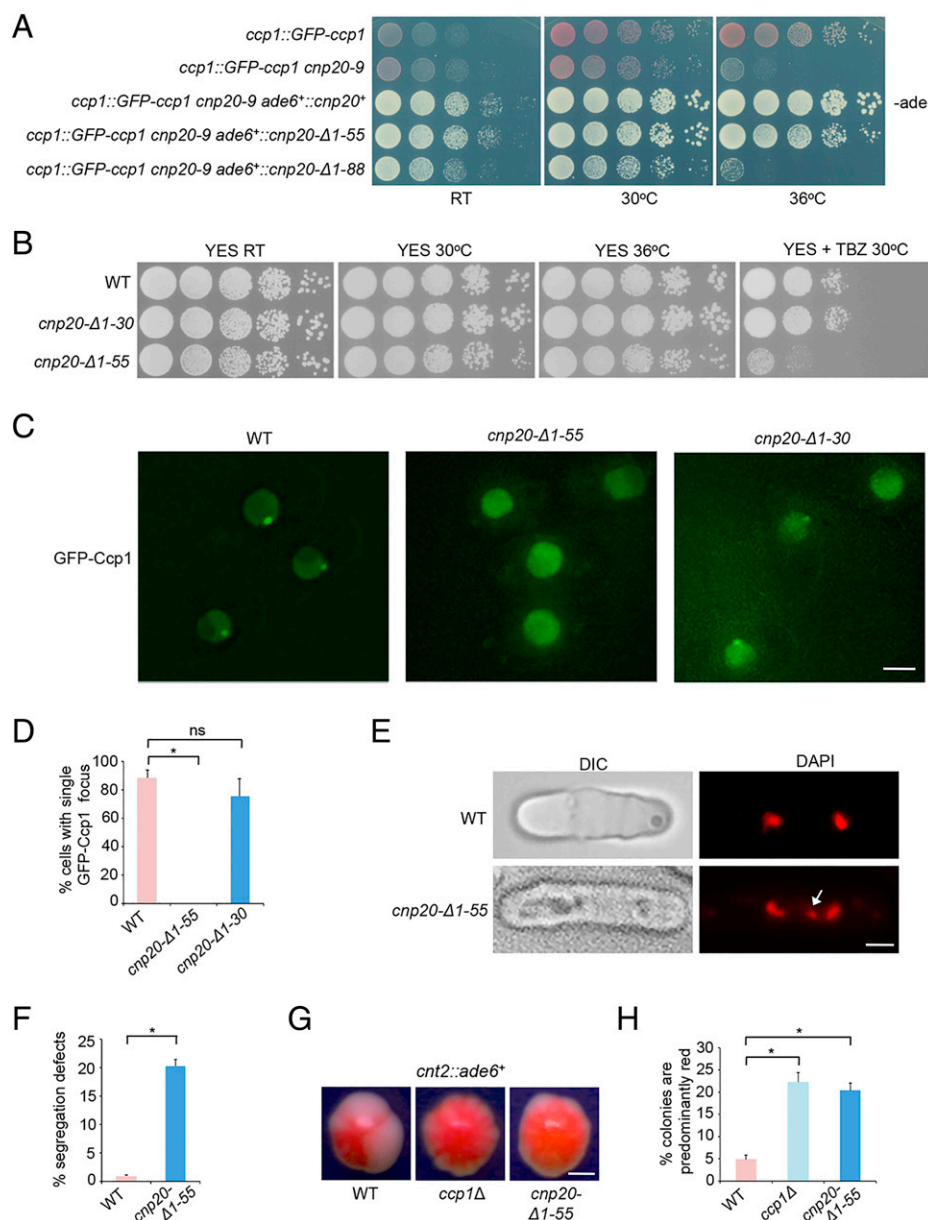 A
ccp1::GFP-ccp1
ccp1::GFP-ccp1 cnp20-9
ccp1::GFP-ccp1 cnp20-9 ade6⁺::cnp20⁺
ccp1::GFP-ccp1 cnp20-9 ade6⁺::cnp20-Δ1-55
ccp1::GFP-ccp1 cnp20-9 ade6⁺::cnp20-Δ1-88
-ade
RT
30ºC
36ºC
B
YES RT
YES 30ºC
YES 36ºC
YES + TBZ 30ºC
WT
cnp20-Δ1-30
cnp20-Δ1-55
C
WT
cnp20-Δ1-55
cnp20-Δ1-30
GFP-Ccp1
D
ns
*
% cells with single
GFP-Ccp1 focus
100
80
60
40
20
0
WT
cnp20-Δ1-55
cnp20-Δ1-30
E
DIC
DAPI
WT
cnp20-Δ1-55
F
*
% segregation defects
25
20
15
10
5
0
WT
cnp20-
Δ1-55
G
cnt2::ade6⁺
WT
ccp1Δ
cnp20-
Δ1-55
H
*
*
% colonies are
predominantly red
30
25
20
15
10
5
0
WT
ccp1Δ
cnp20-
Δ1-55